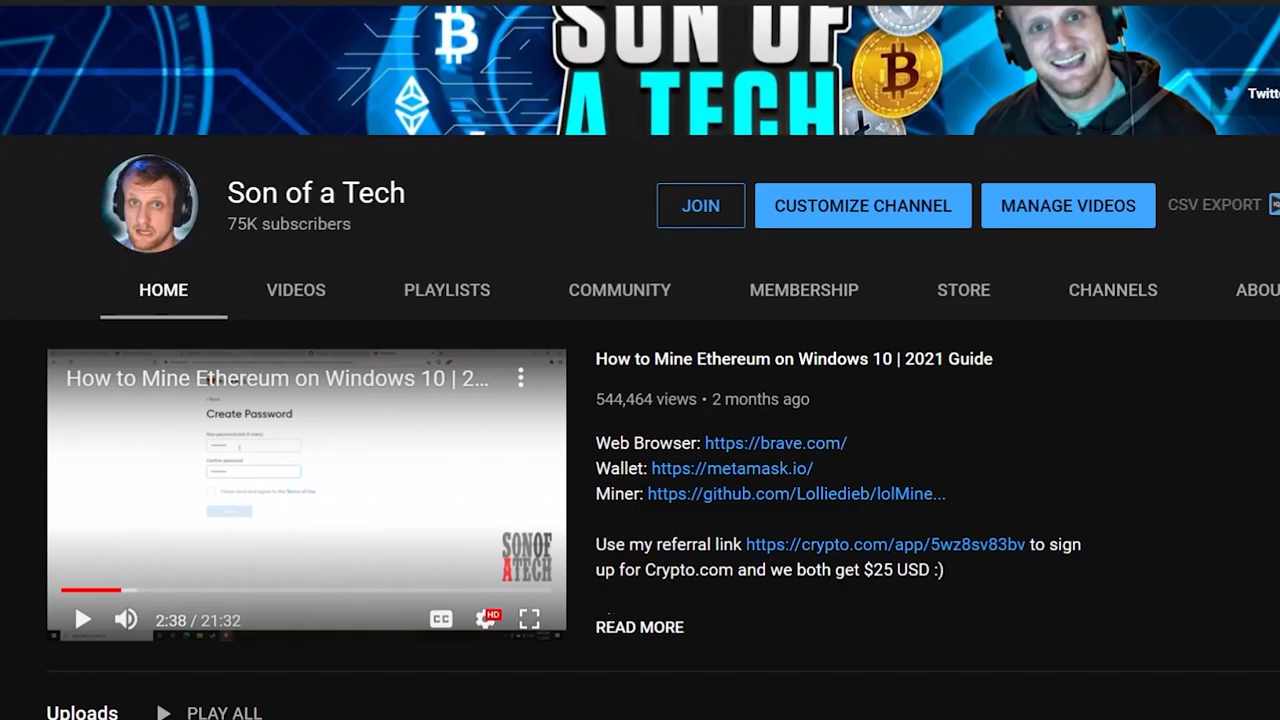 SON OF
A TECH
Twitte
Son of a Tech
75K subscribers
JOIN
CUSTOMIZE CHANNEL
MANAGE VIDEOS
CSV EXPORT
HOME
VIDEOS
PLAYLISTS
COMMUNITY
MEMBERSHIP
STORE
CHANNELS
ABOU
How to Mine Ethereum on Windows 10 | 2...
Create Password
Confirm password
SONOF
ATECH
2:38 / 21:32
CC
HD
How to Mine Ethereum on Windows 10 | 2021 Guide
544,464 views • 2 months ago
Web Browser: https://brave.com/
Wallet: https://metamask.io/
Miner: https://github.com/Lolliedieb/lolMine...
Use my referral link https://crypto.com/app/5wz8sv83bv to sign
up for Crypto.com and we both get $25 USD :)
READ MORE
Uploads
PLAY ALL